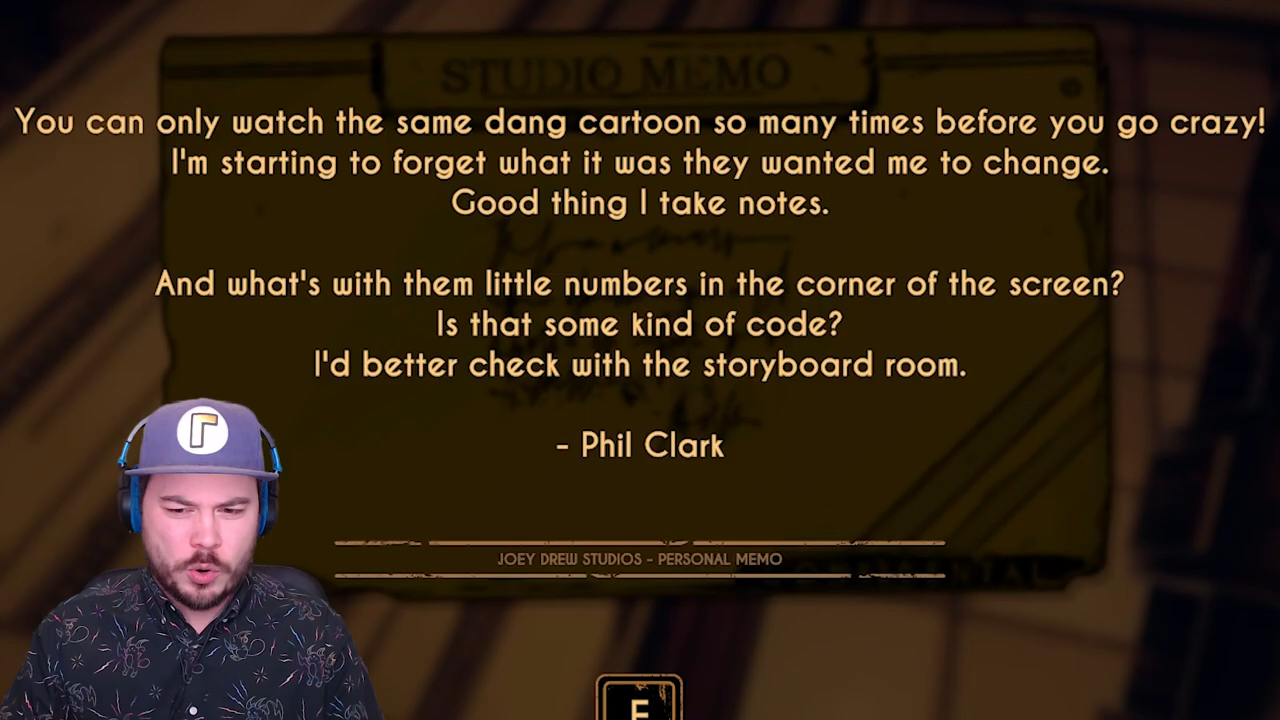 STUDIO MEMO
You can only watch the same dang cartoon so many times before you go crazy!
I'm starting to forget what it was they wanted me to change.
Good thing I take notes.
And what's with them little numbers in the corner of the screen?
Is that some kind of code?
I'd better check with the storyboard room.
- Phil Clark
JOEY DREW STUDIOS - PERSONAL MEMO
E